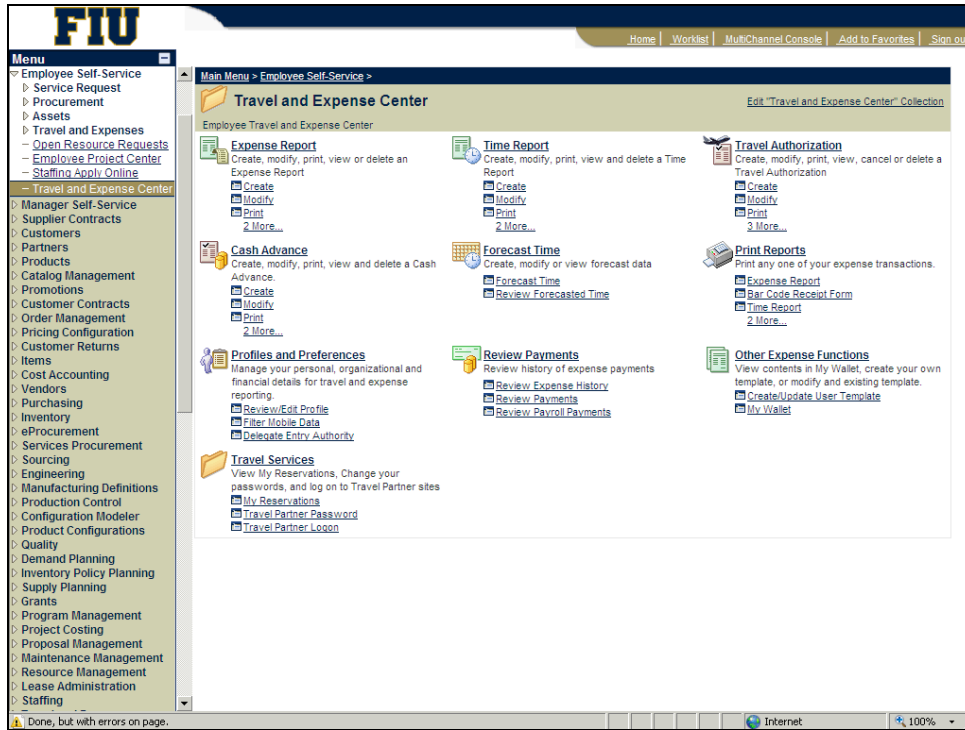 FIU
Home | Worklist | MultiChannel Console | Add to Favorites | Sign ou
Menu
Employee Self-Service
Service Request
Procurement
Assets
Travel and Expenses
– Open Resource Requests
– Employee Project Center
– Staffing Apply Online
– Travel and Expense Center
Manager Self-Service
Supplier Contracts
Customers
Partners
Products
Catalog Management
Promotions
Customer Contracts
Order Management
Pricing Configuration
Customer Returns
Items
Cost Accounting
Vendors
Purchasing
Inventory
eProcurement
Services Procurement
Sourcing
Engineering
Manufacturing Definitions
Production Control
Configuration Modeler
Product Configurations
Quality
Demand Planning
Inventory Policy Planning
Supply Planning
Grants
Program Management
Project Costing
Proposal Management
Maintenance Management
Resource Management
Lease Administration
Staffing
Main Menu > Employee Self-Service >
Travel and Expense Center
Edit "Travel and Expense Center" Collection
Employee Travel and Expense Center
Expense Report
Create, modify, print, view or delete an
Expense Report
Create
Modify
Print
2 More...
Time Report
Create, modify, print, view and delete a Time
Report
Create
Modify
Print
2 More...
Travel Authorization
Create, modify, print, view, cancel or delete a
Travel Authorization
Create
Modify
Print
3 More...
Cash Advance
Create, modify, print, view and delete a Cash
Advance.
Create
Modify
Print
2 More...
Forecast Time
Create, modify or view forecast data
Forecast Time
Review Forecasted Time
Print Reports
Print any one of your expense transactions.
Expense Report
Bar Code Receipt Form
Time Report
2 More...
Profiles and Preferences
Manage your personal, organizational and
financial details for travel and expense
reporting.
Review/Edit Profile
Filter Mobile Data
Delegate Entry Authority
Review Payments
Review history of expense payments
Review Expense History
Review Payments
Review Payroll Payments
Other Expense Functions
View contents in My Wallet, create your own
template, or modify and existing template.
Create/Update User Template
My Wallet
Travel Services
View My Reservations, Change your
passwords, and log on to Travel Partner sites
My Reservations
Travel Partner Password
Travel Partner Logon
Done, but with errors on page.
Internet
100%